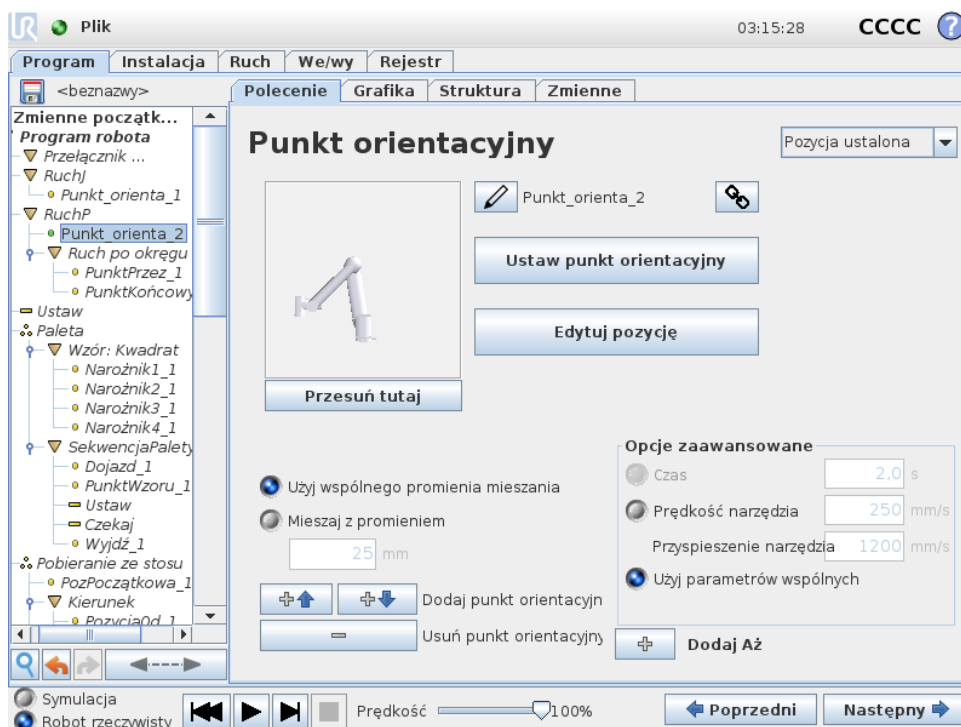 UR Plik 03:15:28 CCCC ?
Program Instalacja Ruch We/wy Rejestr
<beznazwy>
Polecenie Grafika Struktura Zmienne
Zmienne początk...
Program robota
Przełącznik ...
RuchJ
Punkt_orienta_1
RuchP
Punkt_orienta_2
Ruch po okręgu
PunktPrzez_1
PunktKońcowy
Ustaw
Paleta
Wzór: Kwadrat
Narożnik1_1
Narożnik2_1
Narożnik3_1
Narożnik4_1
SekwencjaPalety
Dojazd_1
PunktWzoru_1
Ustaw
Czekaj
Wyjdź_1
Pobieranie ze stosu
PozPoczątkowa_1
Kierunek
PozycjaOd_1
Punkt orientacyjny
Pozycja ustalona
Punkt_orienta_2
Ustaw punkt orientacyjny
Edytuj pozycję
Przesuń tutaj
Użyj wspólnego promienia mieszania
Mieszaj z promieniem
25 mm
Dodaj punkt orientacyjn
Usuń punkt orientacyjny
Opcje zaawansowane
Czas 2,0 s
Prędkość narzędzia 250 mm/s
Przyspieszenie narzędzia 1200 mm/s
Użyj parametrów wspólnych
Dodaj Aż
Symulacja
Robot rzeczywisty
Prędkość 100%
Poprzedni Następny